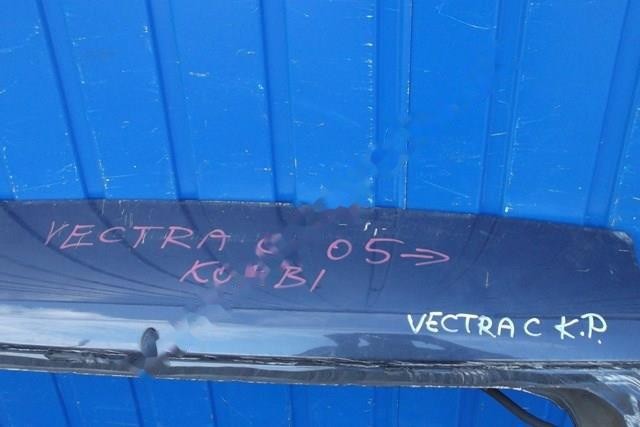 VECTRA C 05→
KOMBI
VECTRA C K.P.